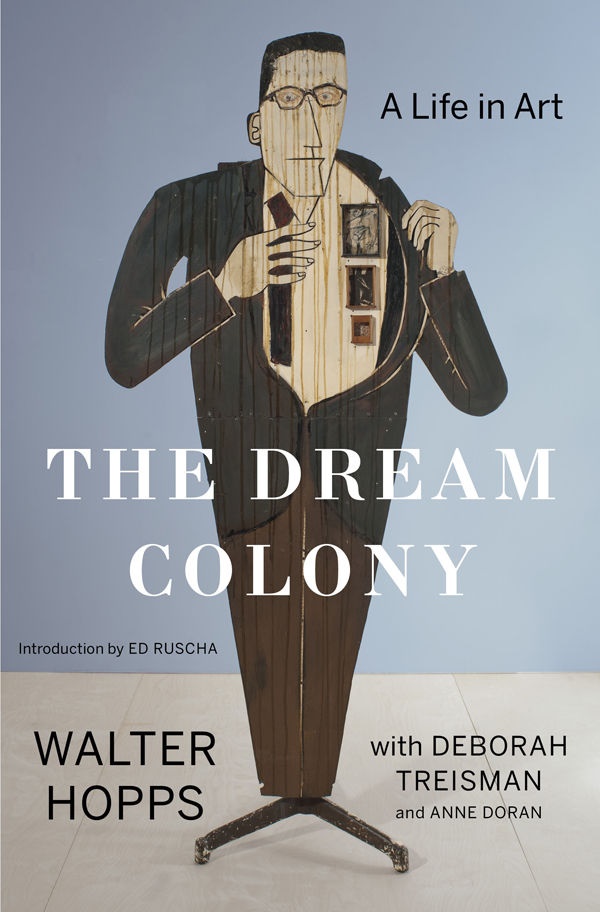 A Life in Art
THE DREAM
COLONY
Introduction by ED RUSCHA
WALTER
HOPPS
with DEBORAH
TREISMAN
and ANNE DORAN